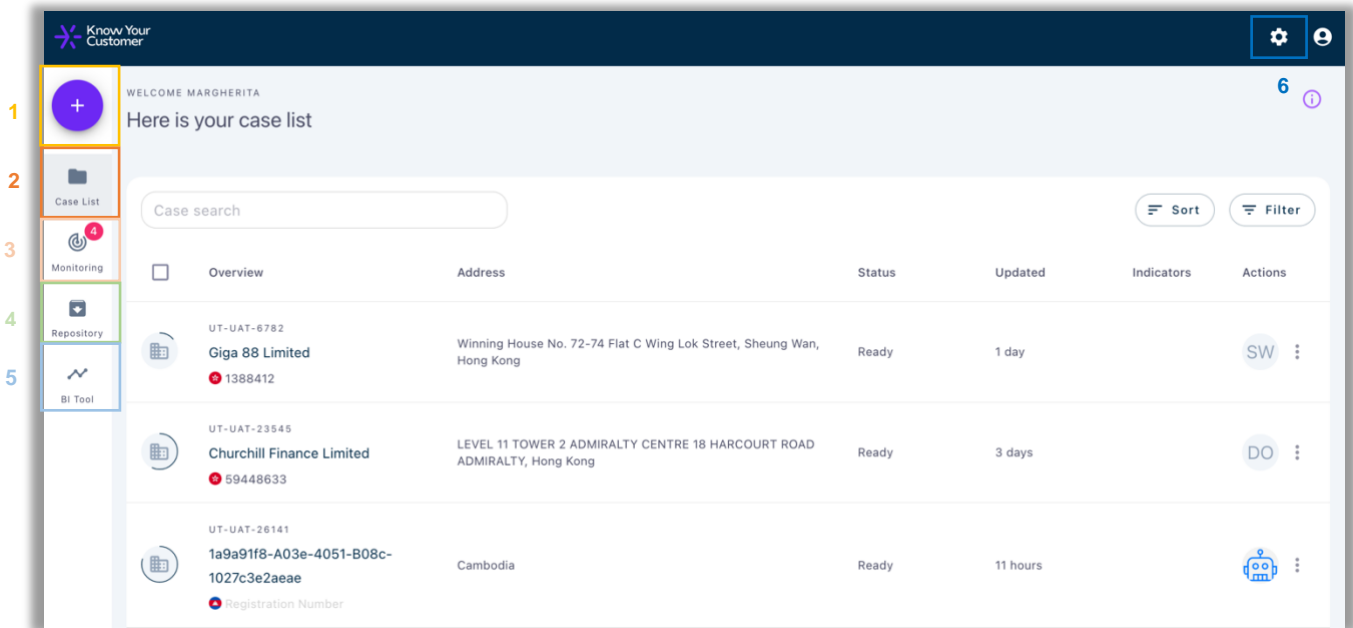 Know Your
Customer
6
1
+
WELCOME MARGHERITA
Here is your case list
2
Case List
Case search
Sort
Filter
3
4
Monitoring
Overview
Address
Status
Updated
Indicators
Actions
4
Repository
UT-UAT-6782
Giga 88 Limited
1388412
Winning House No. 72-74 Flat C Wing Lok Street, Sheung Wan,
Hong Kong
Ready
1 day
SW
5
BI Tool
UT-UAT-23545
Churchill Finance Limited
59448633
LEVEL 11 TOWER 2 ADMIRALTY CENTRE 18 HARCOURT ROAD
ADMIRALTY, Hong Kong
Ready
3 days
DO
UT-UAT-26141
1a9a91f8-A03e-4051-B08c-
1027c3e2aeae
Registration Number
Cambodia
Ready
11 hours